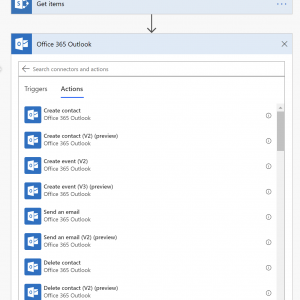 Get items
Office 365 Outlook
Search connectors and actions
Triggers Actions
Create contact
Office 365 Outlook
Create contact (V2) (preview)
Office 365 Outlook
Create event (V2)
Office 365 Outlook
Create event (V3) (preview)
Office 365 Outlook
Send an email
Office 365 Outlook
Send an email (V2) (preview)
Office 365 Outlook
Delete contact
Office 365 Outlook
Delete contact (V2) (preview)
Office 365 Outlook